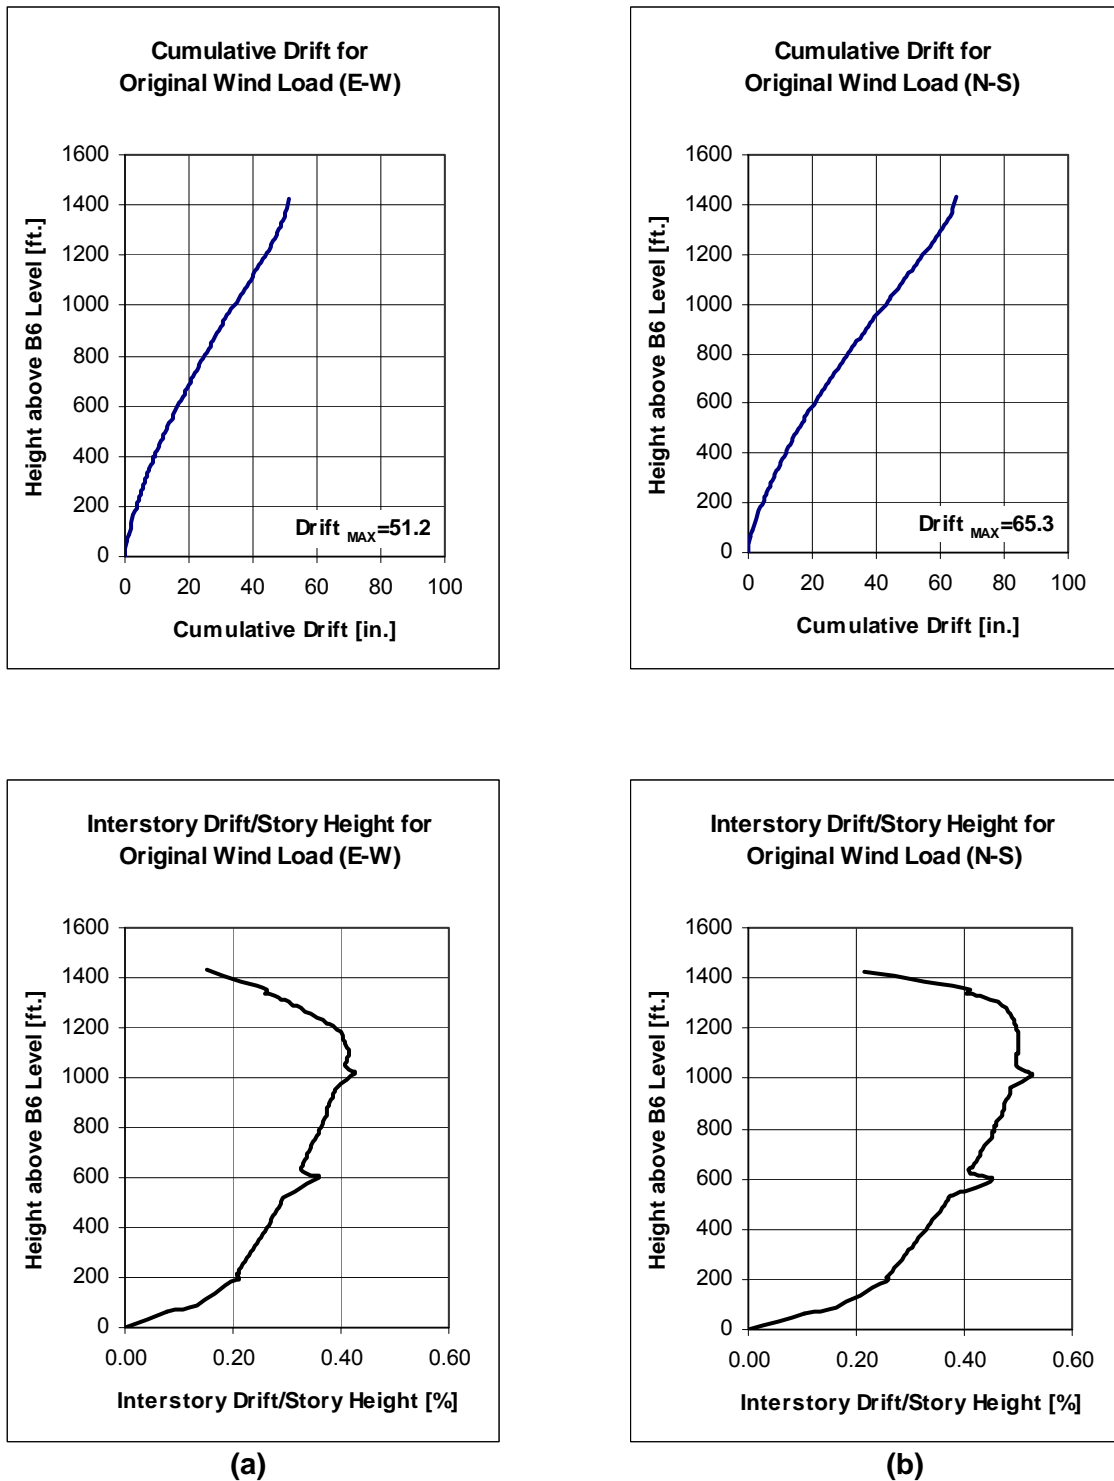 Cumulative Drift for
Original Wind Load (E-W)
1600
1400
1200
1000
800
600
400
200
0
Height above B6 Level [ft.]
Drift MAX=51.2
0 20 40 60 80 100
Cumulative Drift [in.]
Cumulative Drift for
Original Wind Load (N-S)
1600
1400
1200
1000
800
600
400
200
0
Height above B6 Level [ft.]
Drift MAX=65.3
0 20 40 60 80 100
Cumulative Drift [in.]
Interstory Drift/Story Height for
Original Wind Load (E-W)
1600
1400
1200
1000
800
600
400
200
0
Height above B6 Level [ft.]
0.00 0.20 0.40 0.60
Interstory Drift/Story Height [%]
(a)
Interstory Drift/Story Height for
Original Wind Load (N-S)
1600
1400
1200
1000
800
600
400
200
0
Height above B6 Level [ft.]
0.00 0.20 0.40 0.60
Interstory Drift/Story Height [%]
(b)